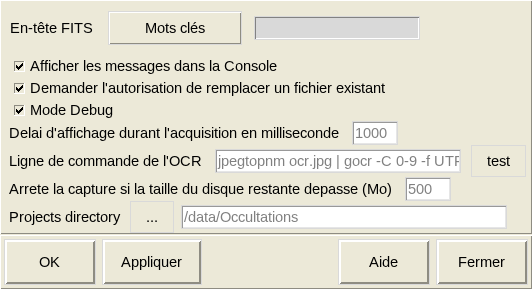 En-tête FITS Mots clés
Afficher les messages dans la Console
Demander l'autorisation de remplacer un fichier existant
Mode Debug
Delai d'affichage durant l'acquisition en milliseconde 1000
Ligne de commande de l'OCR jpegtopnm ocr.jpg | gocr -C 0-9 -f UTF test
Arrete la capture si la taille du disque restante depasse (Mo) 500
Projects directory ... /data/Occultations
OK Appliquer Aide Fermer